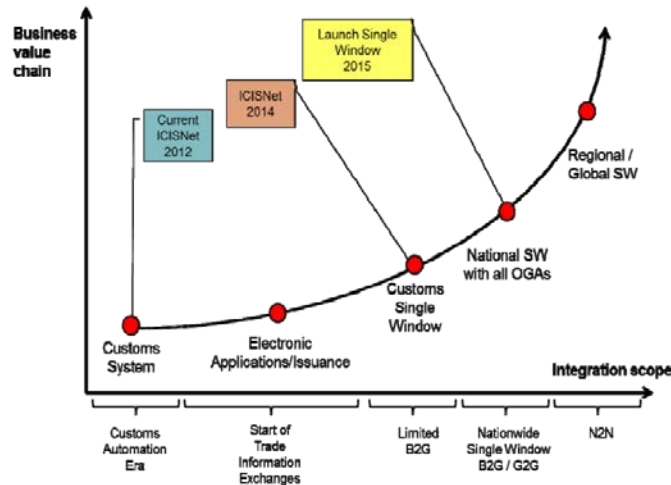 Business
value
chain
Launch Single
Window
2015
ICISNet
2014
Current
ICISNet
2012
Regional /
Global SW
National SW
with all OGAs
Customs
Single
Window
Electronic
Applications/Issuance
Customs
System
Integration scope
Customs
Automation
Era
Start of
Trade
Information
Exchanges
Limited
B2G
Nationwide
Single Window
B2G / G2G
N2N